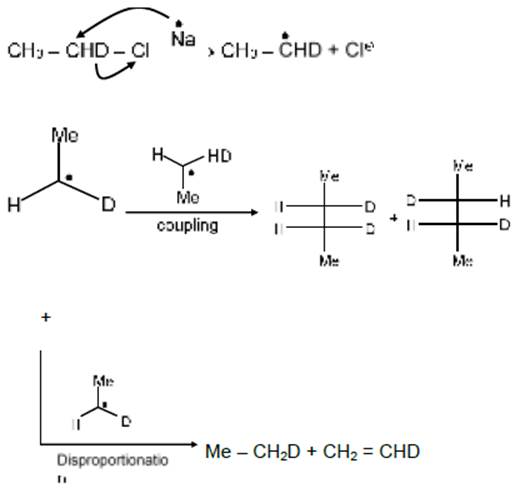 CH₃ – CHD – Cl Na CH₃ – CHD + Cl
Me
H HD
H D
Me
coupling
Me Me
D + D H
D D
Me Me
+
Me
D
Disproportionatio
n
Me – CH₂D + CH₂ = CHD